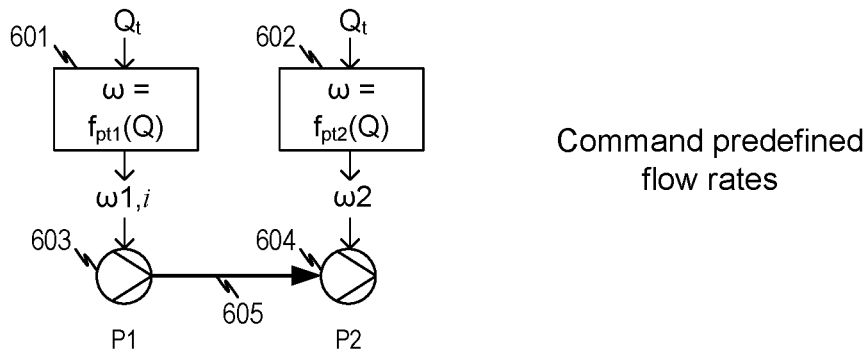 Qt
Qt
601
602
ω =
fpt1(Q)
ω =
fpt2(Q)
Command predefined
flow rates
ω1,i
ω2
603
604
605
P1
P2